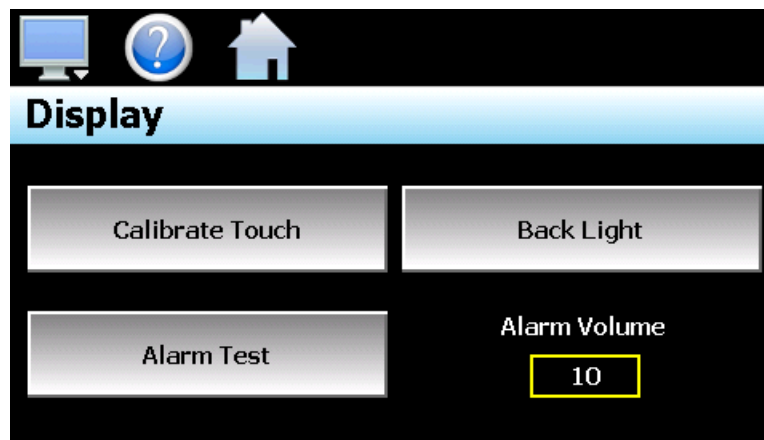 ?
Display
Calibrate Touch
Back Light
Alarm Test
Alarm Volume
10